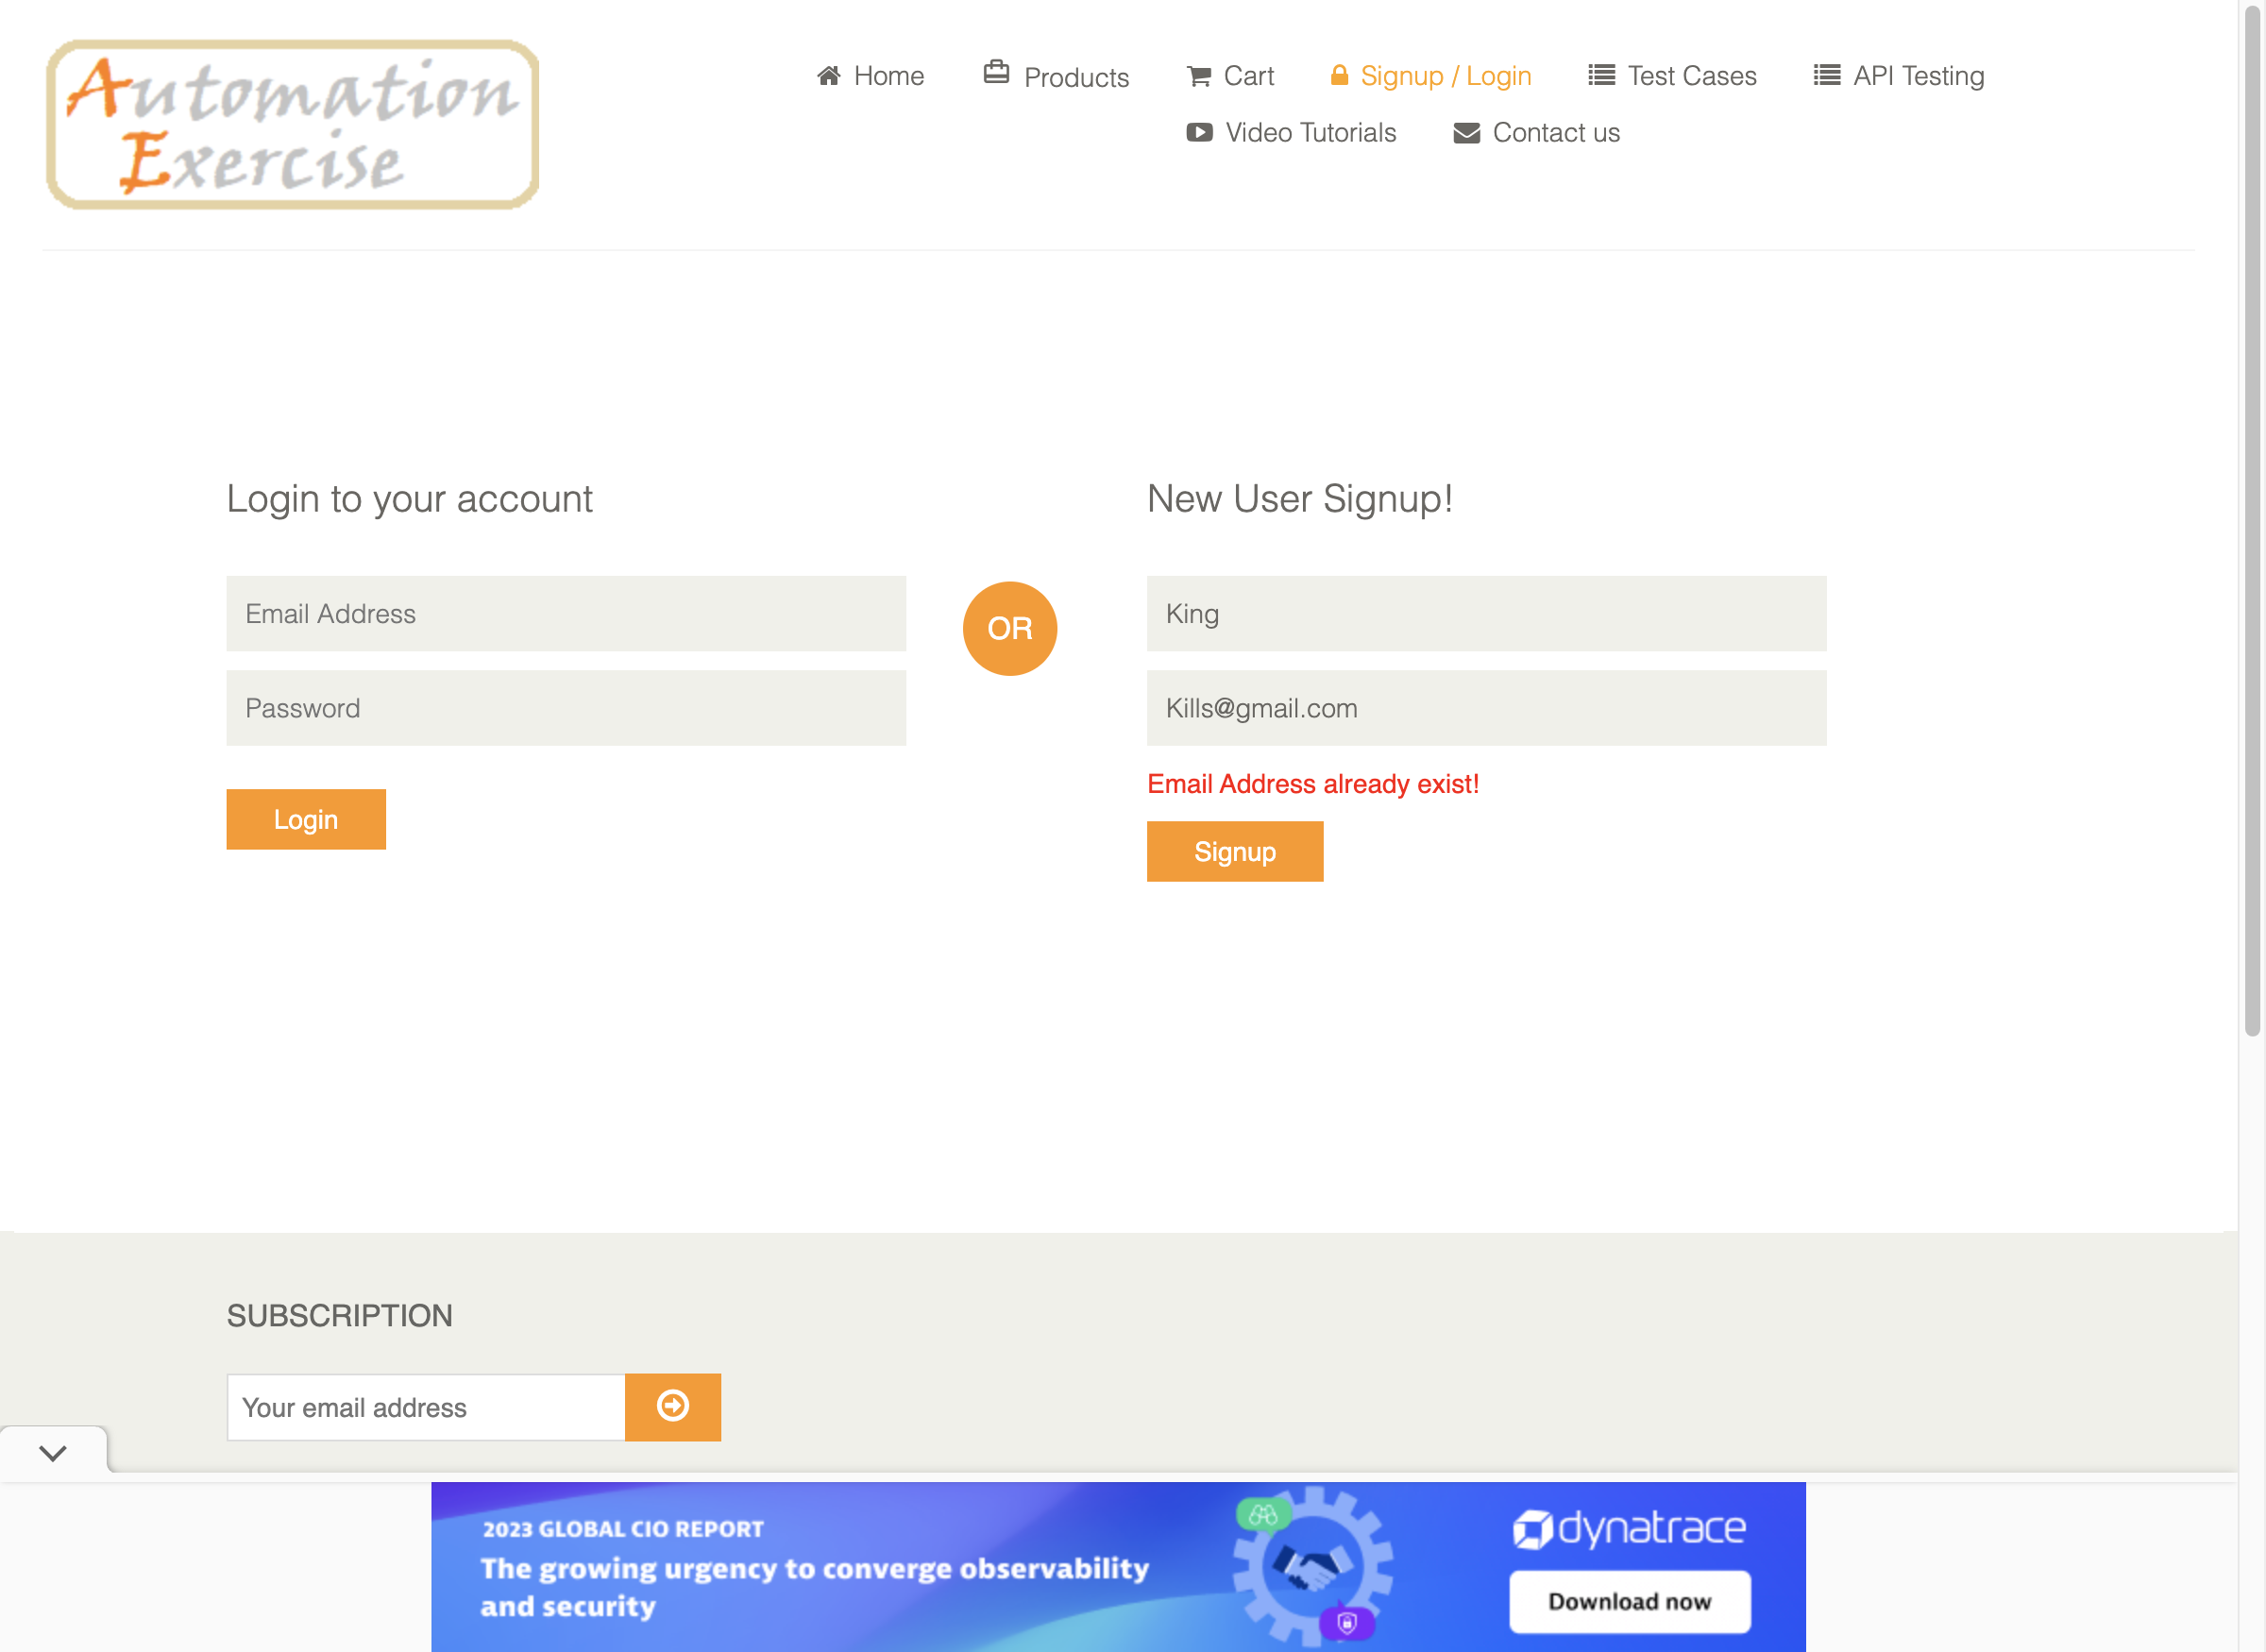 Automation
Exercise
Home
Products
Cart
Signup / Login
Test Cases
API Testing
Video Tutorials
Contact us
Login to your account
Email Address
Password
Login
OR
New User Signup!
King
Kills@gmail.com
Email Address already exist!
Signup
SUBSCRIPTION
Your email address
2023 GLOBAL CIO REPORT
The growing urgency to converge observability
and security
dynatrace
Download now